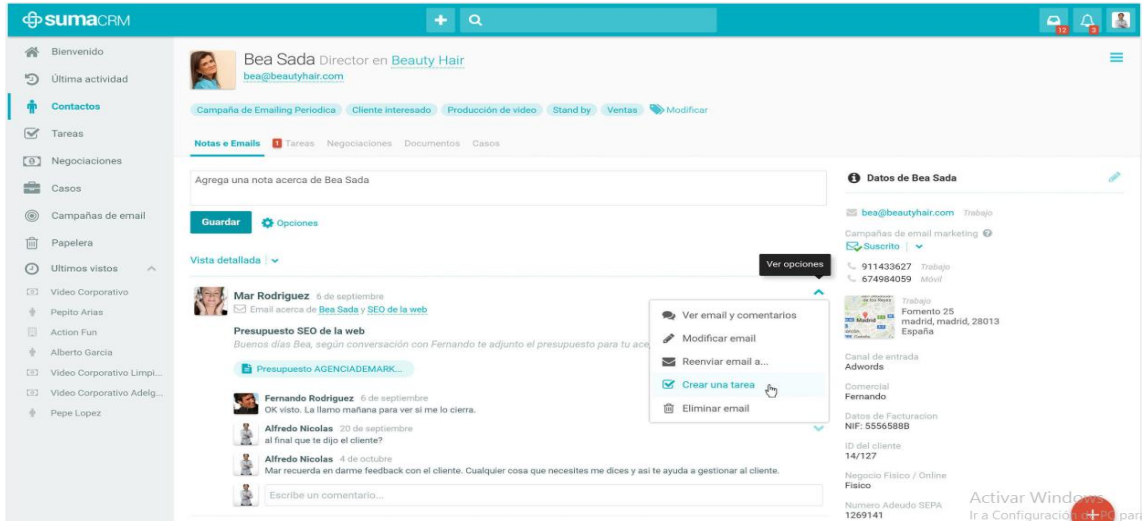 sumaCRM
12
3
Bienvenido
Última actividad
Contactos
Tareas
Negociaciones
Casos
Campañas de email
Papelera
Ultimos vistos
Video Corporativo
Pepito Arias
Action Fun
Alberto Garcia
Video Corporativo Limpi...
Video Corporativo Adelg...
Pepe Lopez
Bea Sada Director en Beauty Hair
bea@beautyhair.com
Campaña de Emailing Periodica Cliente interesado Producción de video Stand by Ventas Modificar
Notas e Emails 1 Tareas Negociaciones Documentos Casos
Agrega una nota acerca de Bea Sada
Guardar Opciones
Vista detallada
Ver opciones
Mar Rodriguez 6 de septiembre
Email acerca de Bea Sada y SEO de la web
Presupuesto SEO de la web
Buenos días Bea, según conversación con Fernando te adjunto el presupuesto para tu ace
Presupuesto AGENCIADEMARK...
Ver email y comentarios
Modificar email
Reenviar email a...
Crear una tarea
Eliminar email
Fernando Rodriguez 6 de septiembre
OK visto. La llamo mañana para ver si me lo cierra.
Alfredo Nicolas 20 de septiembre
al final que te dijo el cliente?
Alfredo Nicolas 4 de octubre
Mar recuerda en darme feedback con el cliente. Cualquier cosa que necesites me dices y asi te ayuda a gestionar al cliente.
Escribe un comentario...
Datos de Bea Sada
bea@beautyhair.com Trabajo
Campañas de email marketing
Suscrito
911433627 Trabajo
674984059 Móvil
Madrid
Trabajo
Fomento 25
madrid, madrid, 28013
España
Canal de entrada
Adwords
Comercial
Fernando
Datos de Facturacion
NIF: 5556588B
ID del cliente
14/127
Negocio Fisico / Online
Fisico
Numero Adeudo SEPA
1269141
Activar Windows
Ir a Configuración de PC para